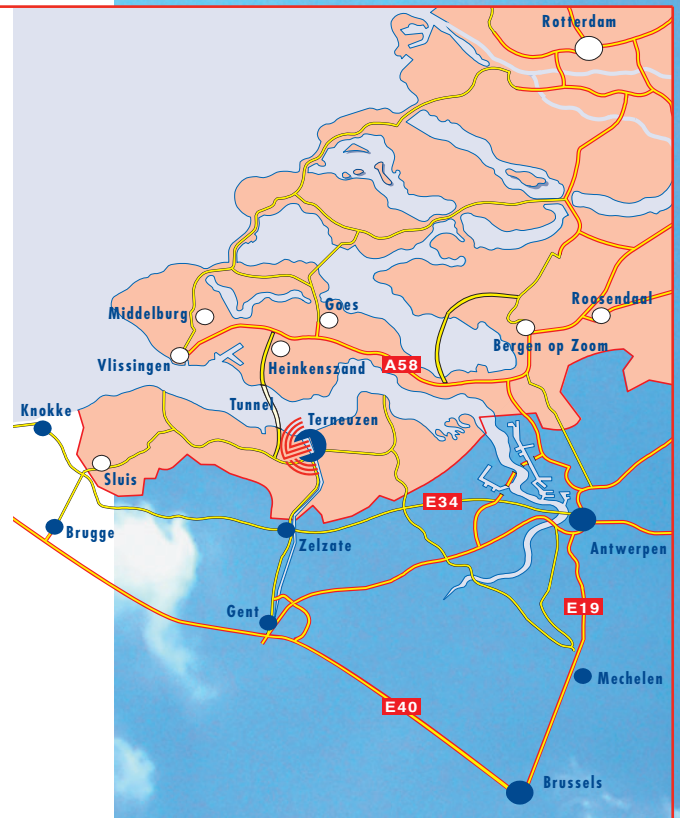 Rotterdam
Middelburg
Goes
Roosendaal
Vlissingen
Heinkenszand
A58
Bergen op Zoom
Knokke
Tunnel
Terneuzen
Sluis
E34
Brugge
Zelzate
Antwerpen
Gent
E19
Mechelen
E40
Brussels